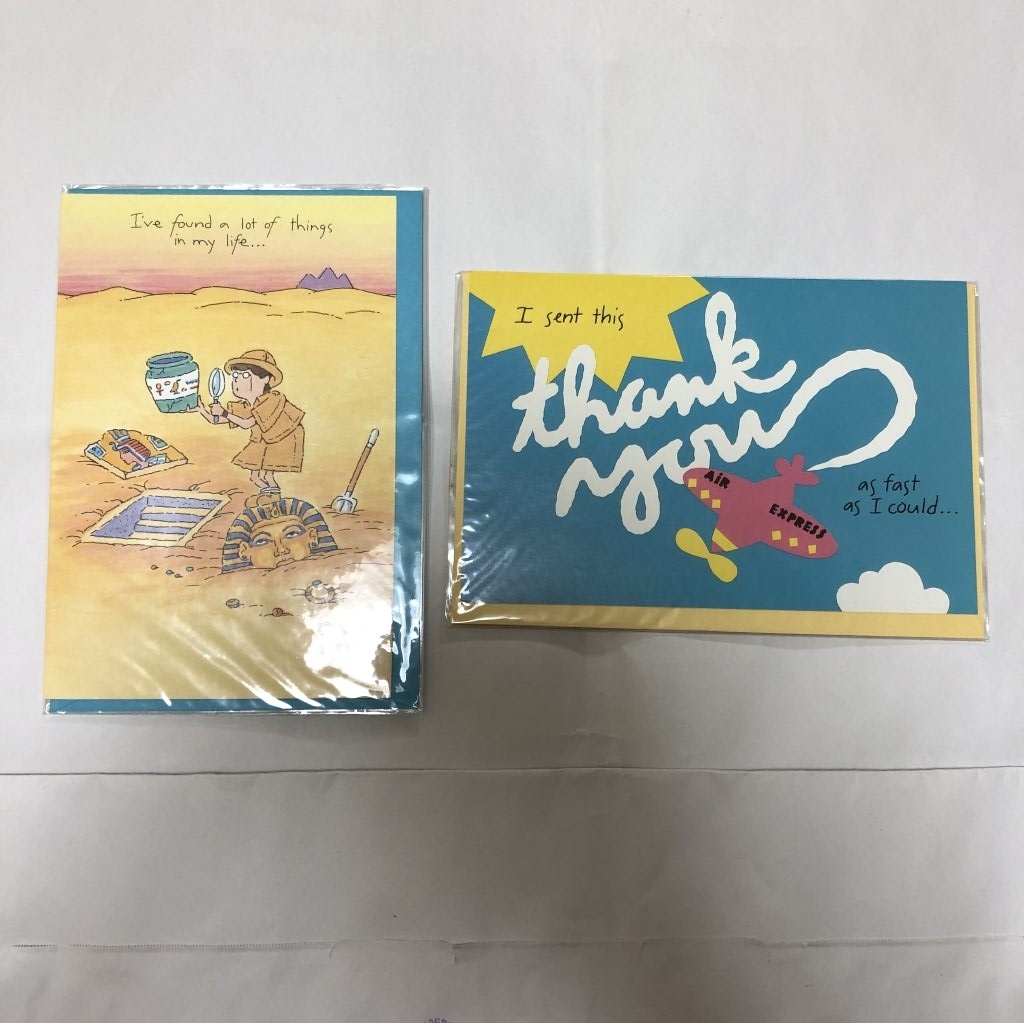 I've found a lot of things
in my life...
I sent this
thank
you
AIR
EXPRESS
as fast
as I could...